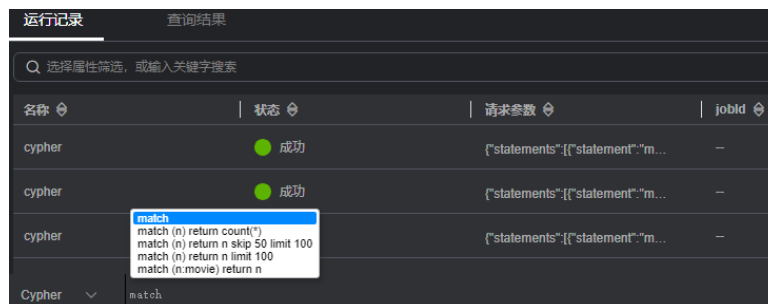 运行记录 查询结果
选择属性筛选，或输入关键字搜索
名称 状态 请求参数 jobId
cypher 成功 {"statements":[{"statement":"m... --
cypher 成功 {"statements":[{"statement":"m... --
match
match (n) return count(*)
cypher {"statements":[{"statement":"m... --
match (n) return n skip 50 limit 100
match (n) return n limit 100
match (n:movie) return n
Cypher match